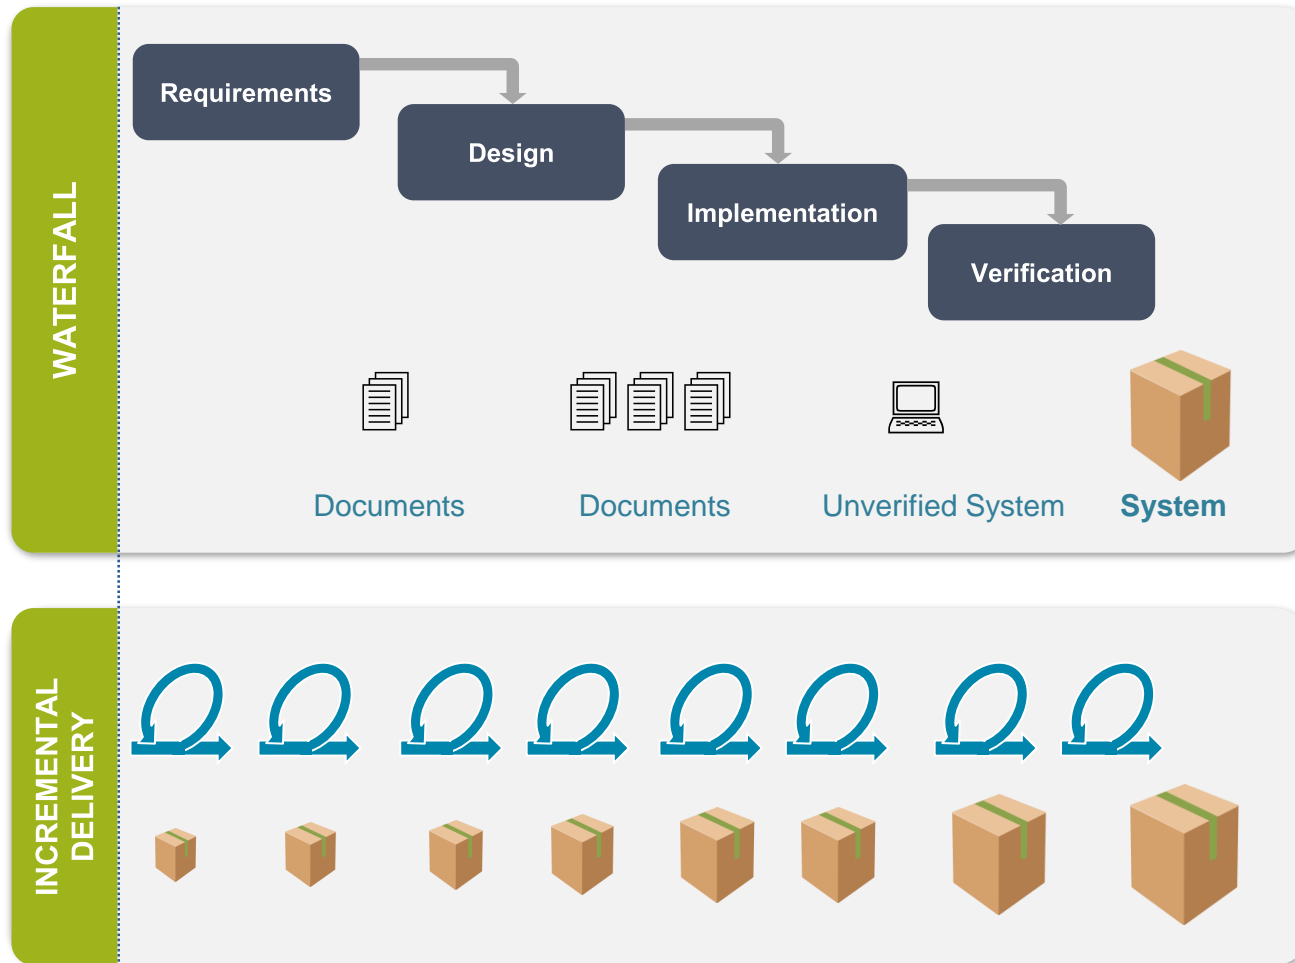 WATERFALL
Requirements
Design
Implementation
Verification
Documents
Documents
Unverified System
System
INCREMENTAL
DELIVERY